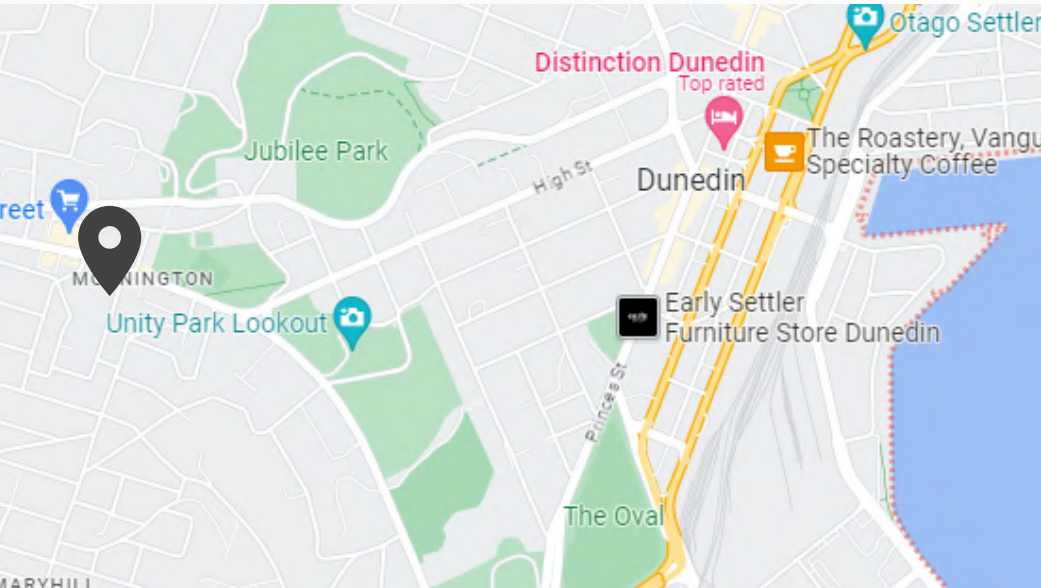 Otago Settler
Distinction Dunedin
Top rated
The Roastery, Vangu
Specialty Coffee
Jubilee Park
High St
Dunedin
reet
MORNINGTON
Early Settler
Furniture Store Dunedin
Unity Park Lookout
Princes St
The Oval
MARYHILL